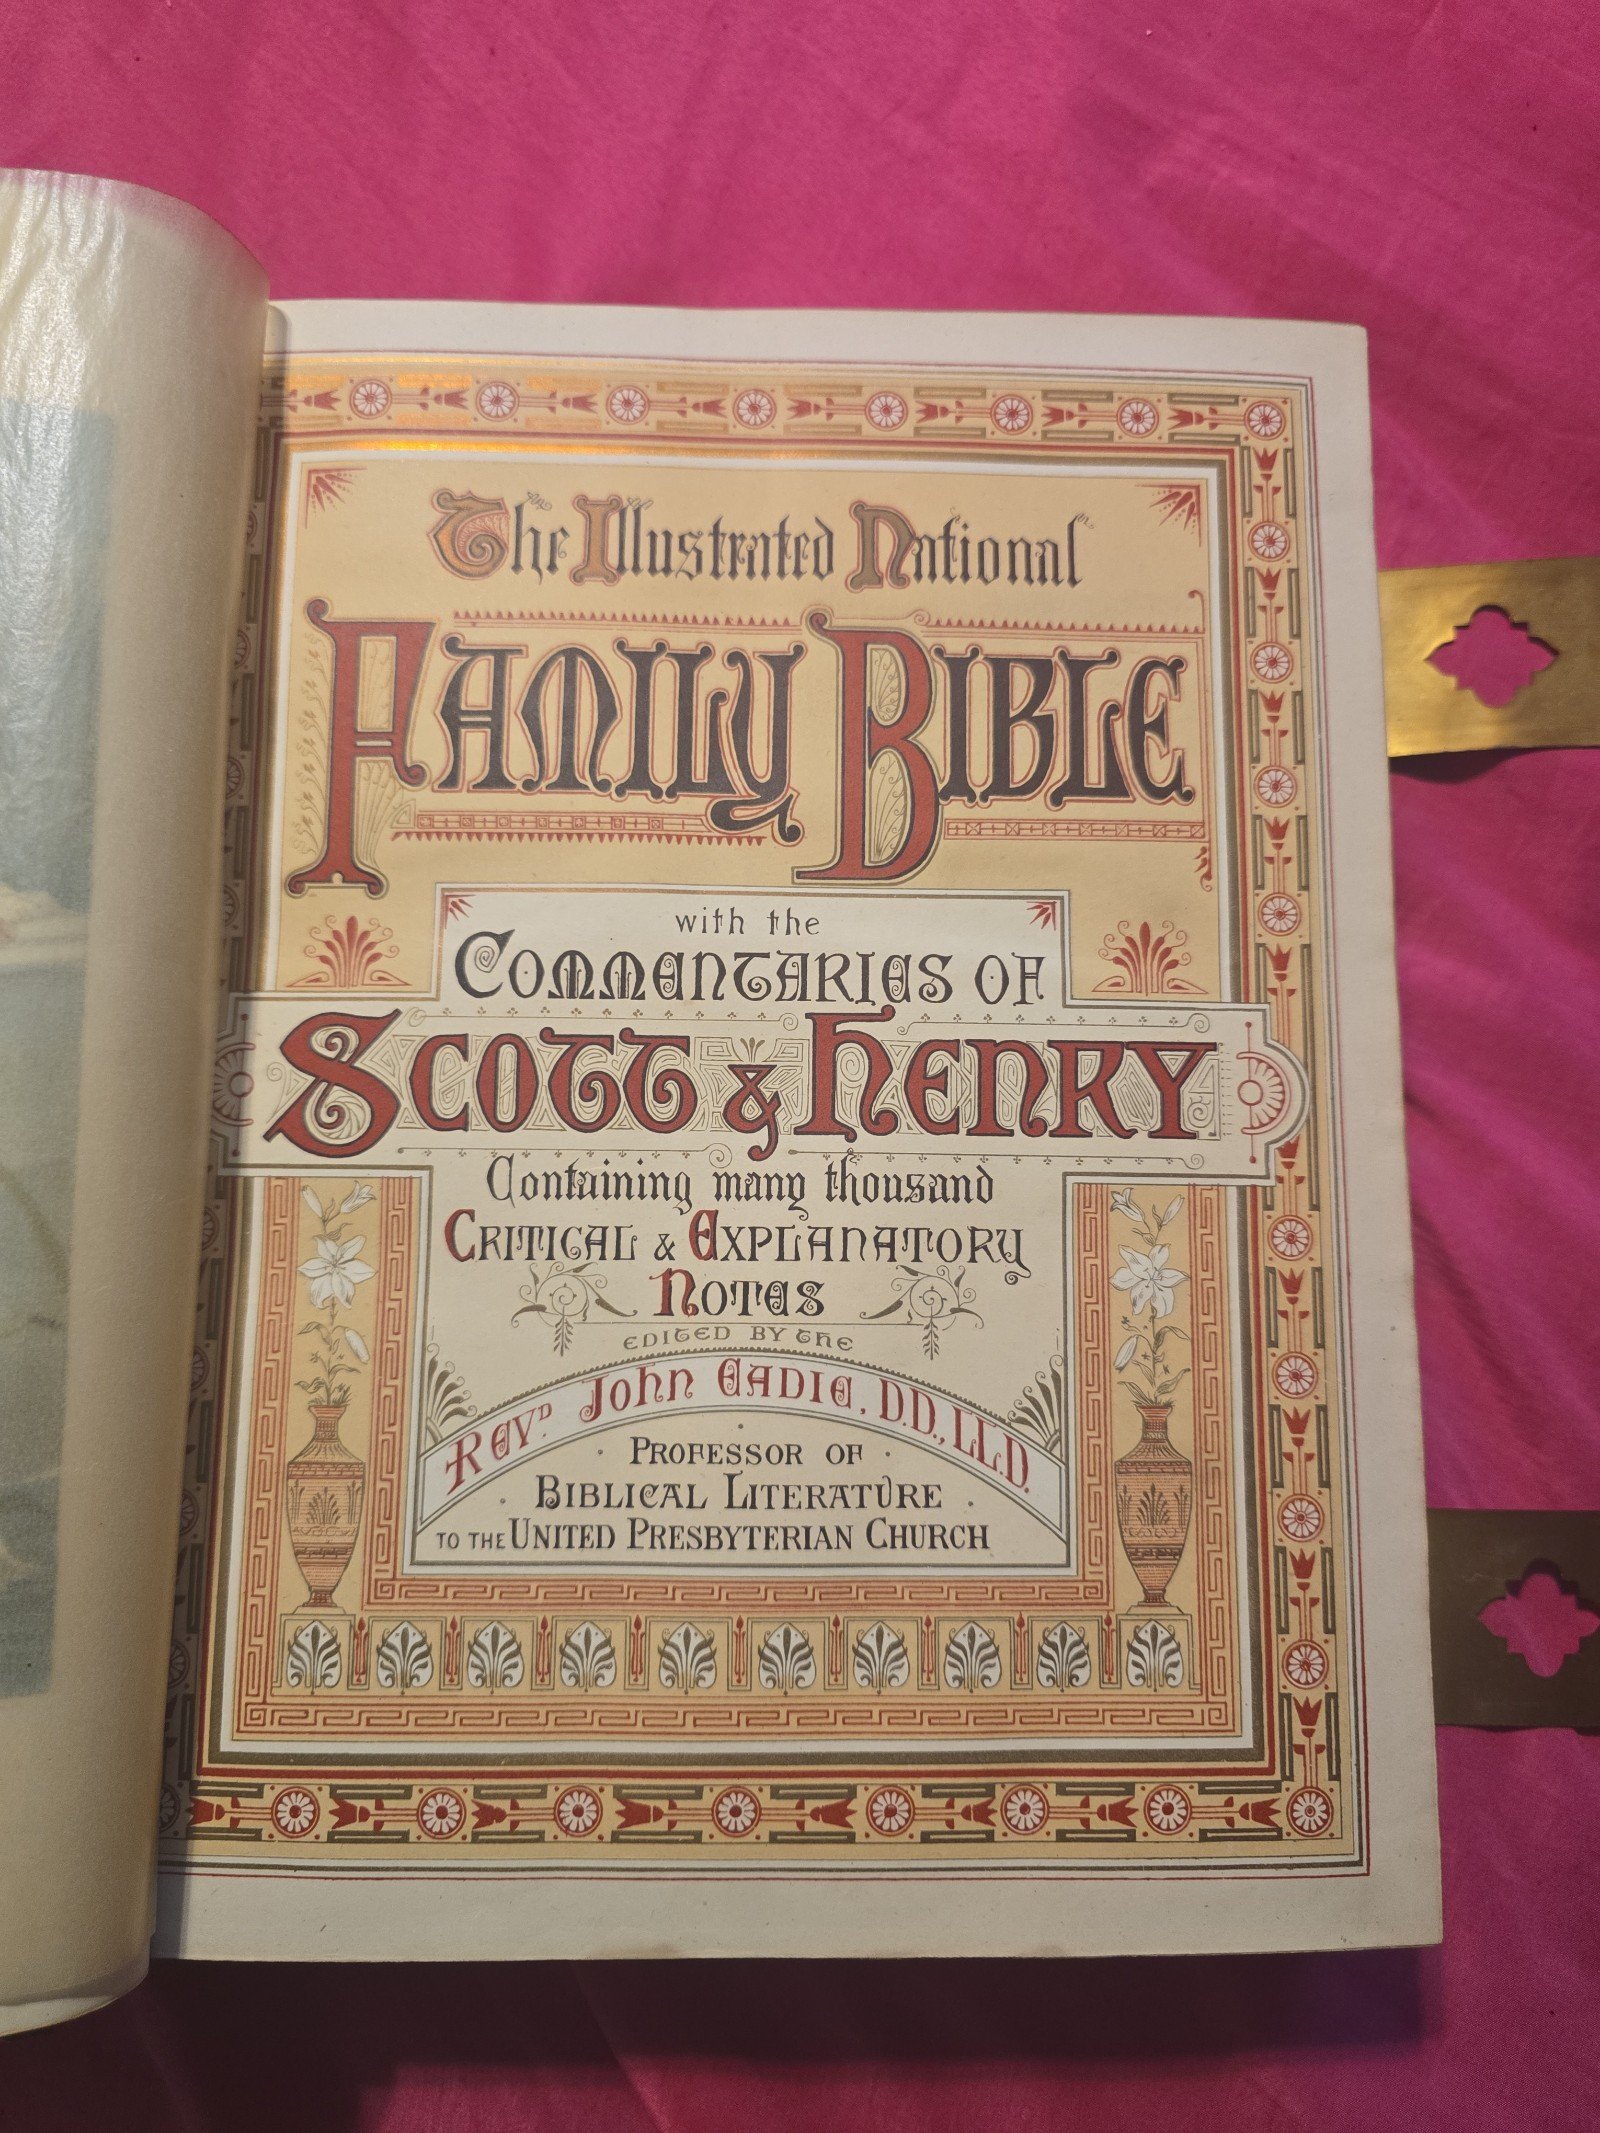 The Illustrated National
FAMILY BIBLE
with the
COMMENTARIES OF
SCOTT & HENRY
Containing many thousand
CRITICAL & EXPLANATORY
NOTES
EDITED BY THE
REVD. JOHN EADIE, D.D., LL.D.
PROFESSOR OF
BIBLICAL LITERATURE
TO THE UNITED PRESBYTERIAN CHURCH